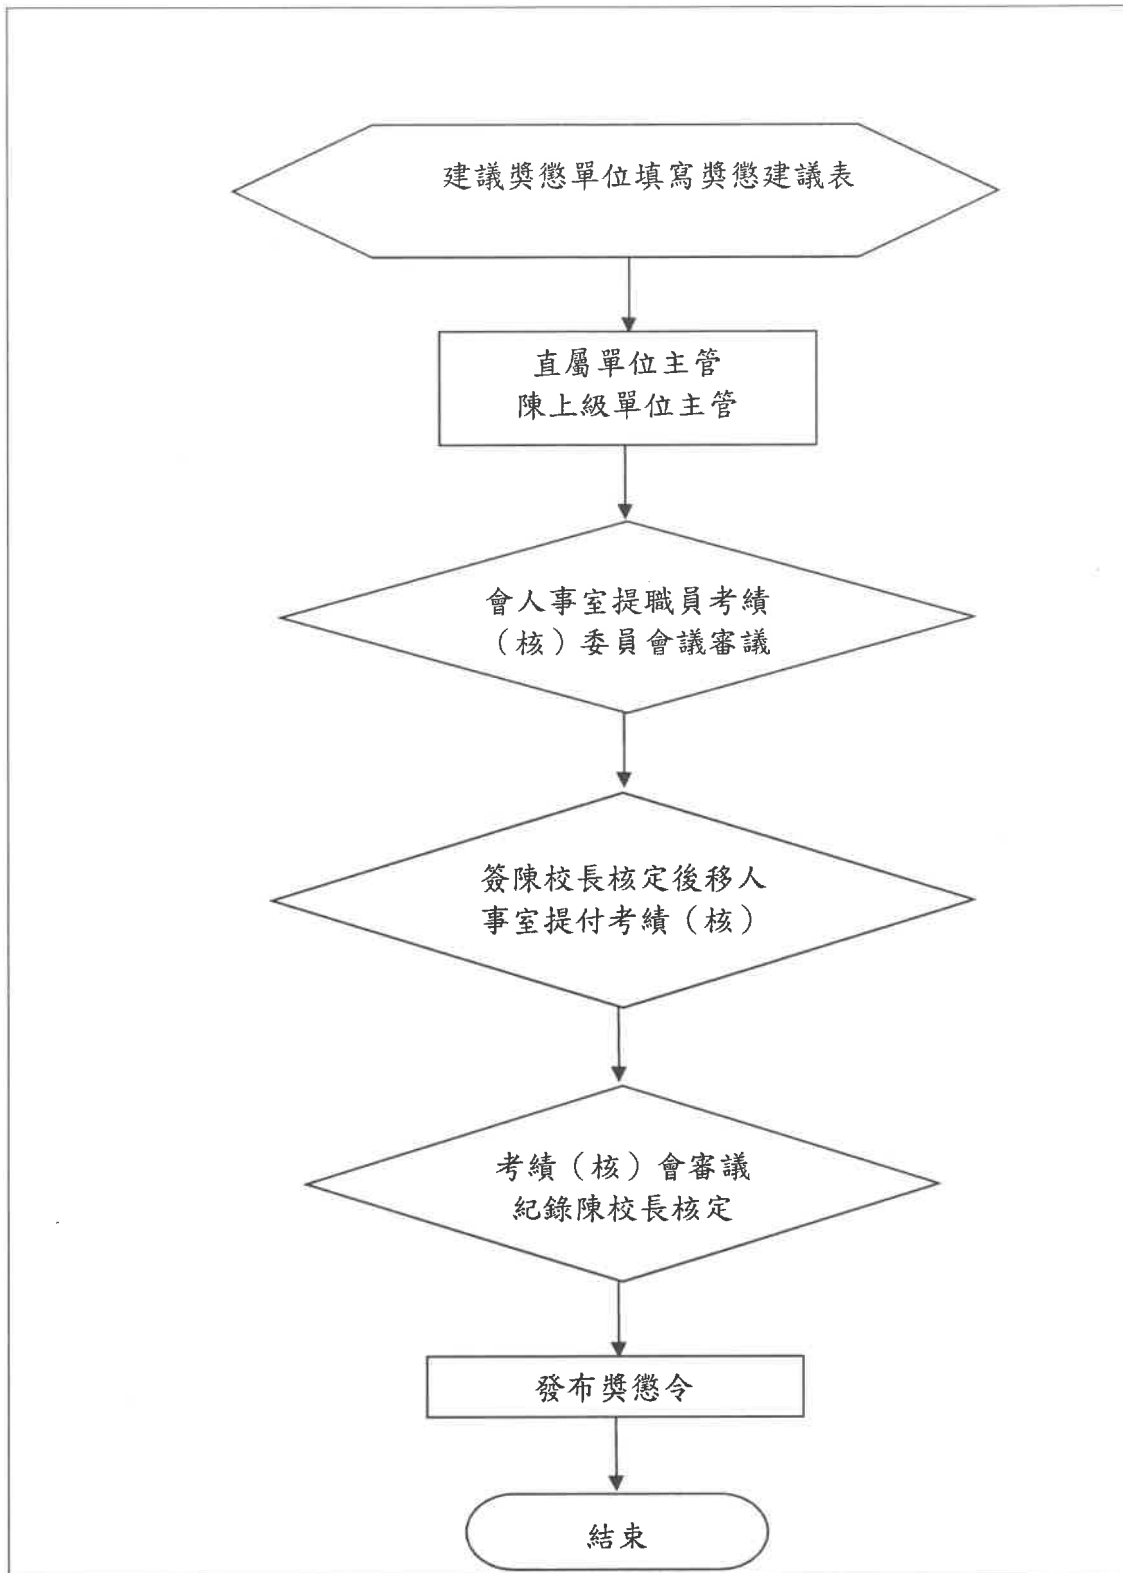 建議獎懲單位填寫獎懲建議表
直屬單位主管
陳上級單位主管
會人事室提職員考績
（核）委員會議審議
簽陳校長核定後移人
事室提付考績（核）
考績（核）會審議
紀錄陳校長核定
發布獎懲令
結束